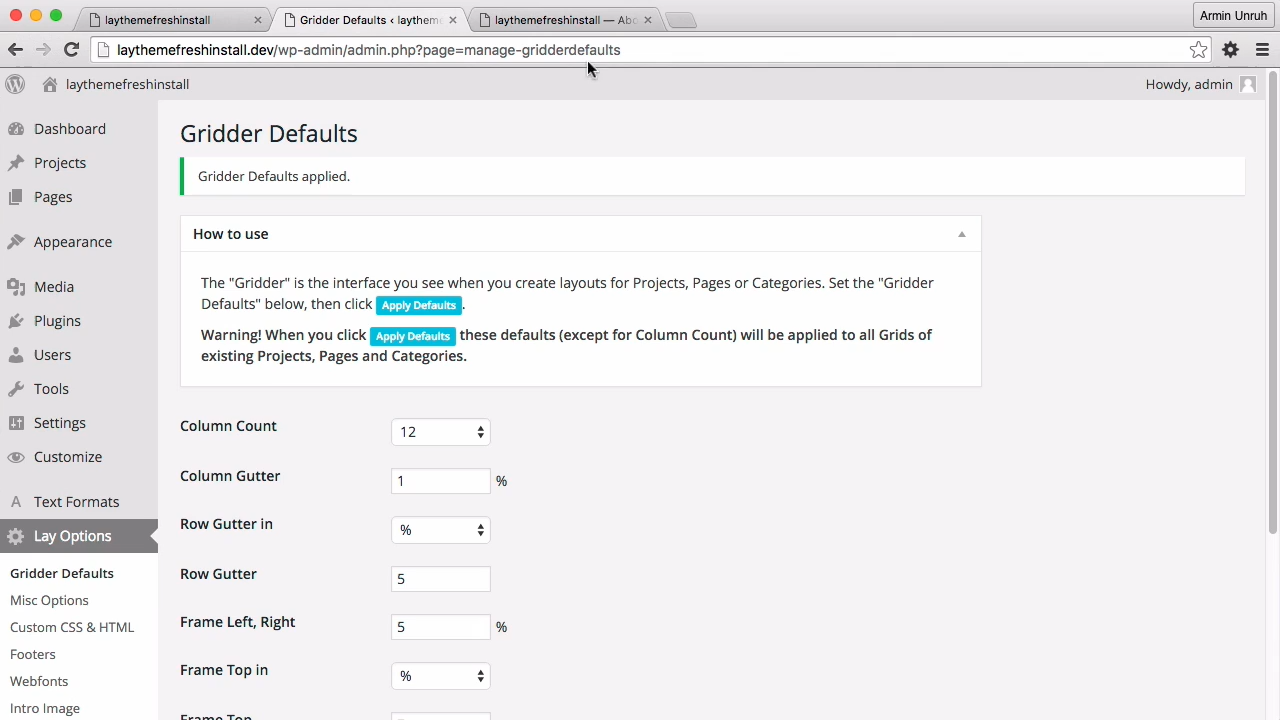 laythemefreshinstall
Gridder Defaults ‹ laytheme
laythemefreshinstall — Abo
Armin Unruh
laythemefreshinstall.dev/wp-admin/admin.php?page=manage-gridderdefaults
laythemefreshinstall
Howdy, admin
Dashboard
Projects
Pages
Appearance
Media
Plugins
Users
Tools
Settings
Customize
Text Formats
Lay Options
Gridder Defaults
Misc Options
Custom CSS & HTML
Footers
Webfonts
Intro Image
Gridder Defaults
Gridder Defaults applied.
How to use
The "Gridder" is the interface you see when you create layouts for Projects, Pages or Categories. Set the "Gridder
Defaults" below, then click Apply Defaults.
Warning! When you click Apply Defaults these defaults (except for Column Count) will be applied to all Grids of
existing Projects, Pages and Categories.
Column Count 12
Column Gutter 1 %
Row Gutter in %
Row Gutter 5
Frame Left, Right 5 %
Frame Top in %
Frame Top